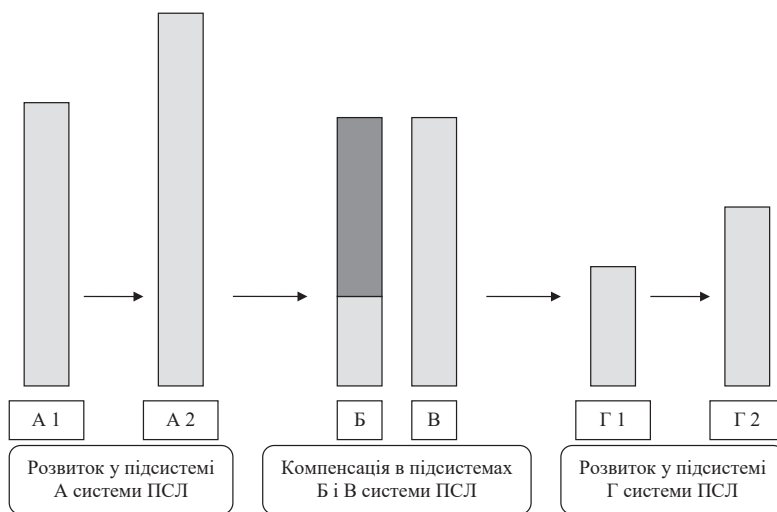 А 1
А 2
Б
В
Г 1
Г 2
Розвиток у підсистемі
А системи ПСЛ
Компенсація в підсистемах
Б і В системи ПСЛ
Розвиток у підсистемі
Г системи ПСЛ